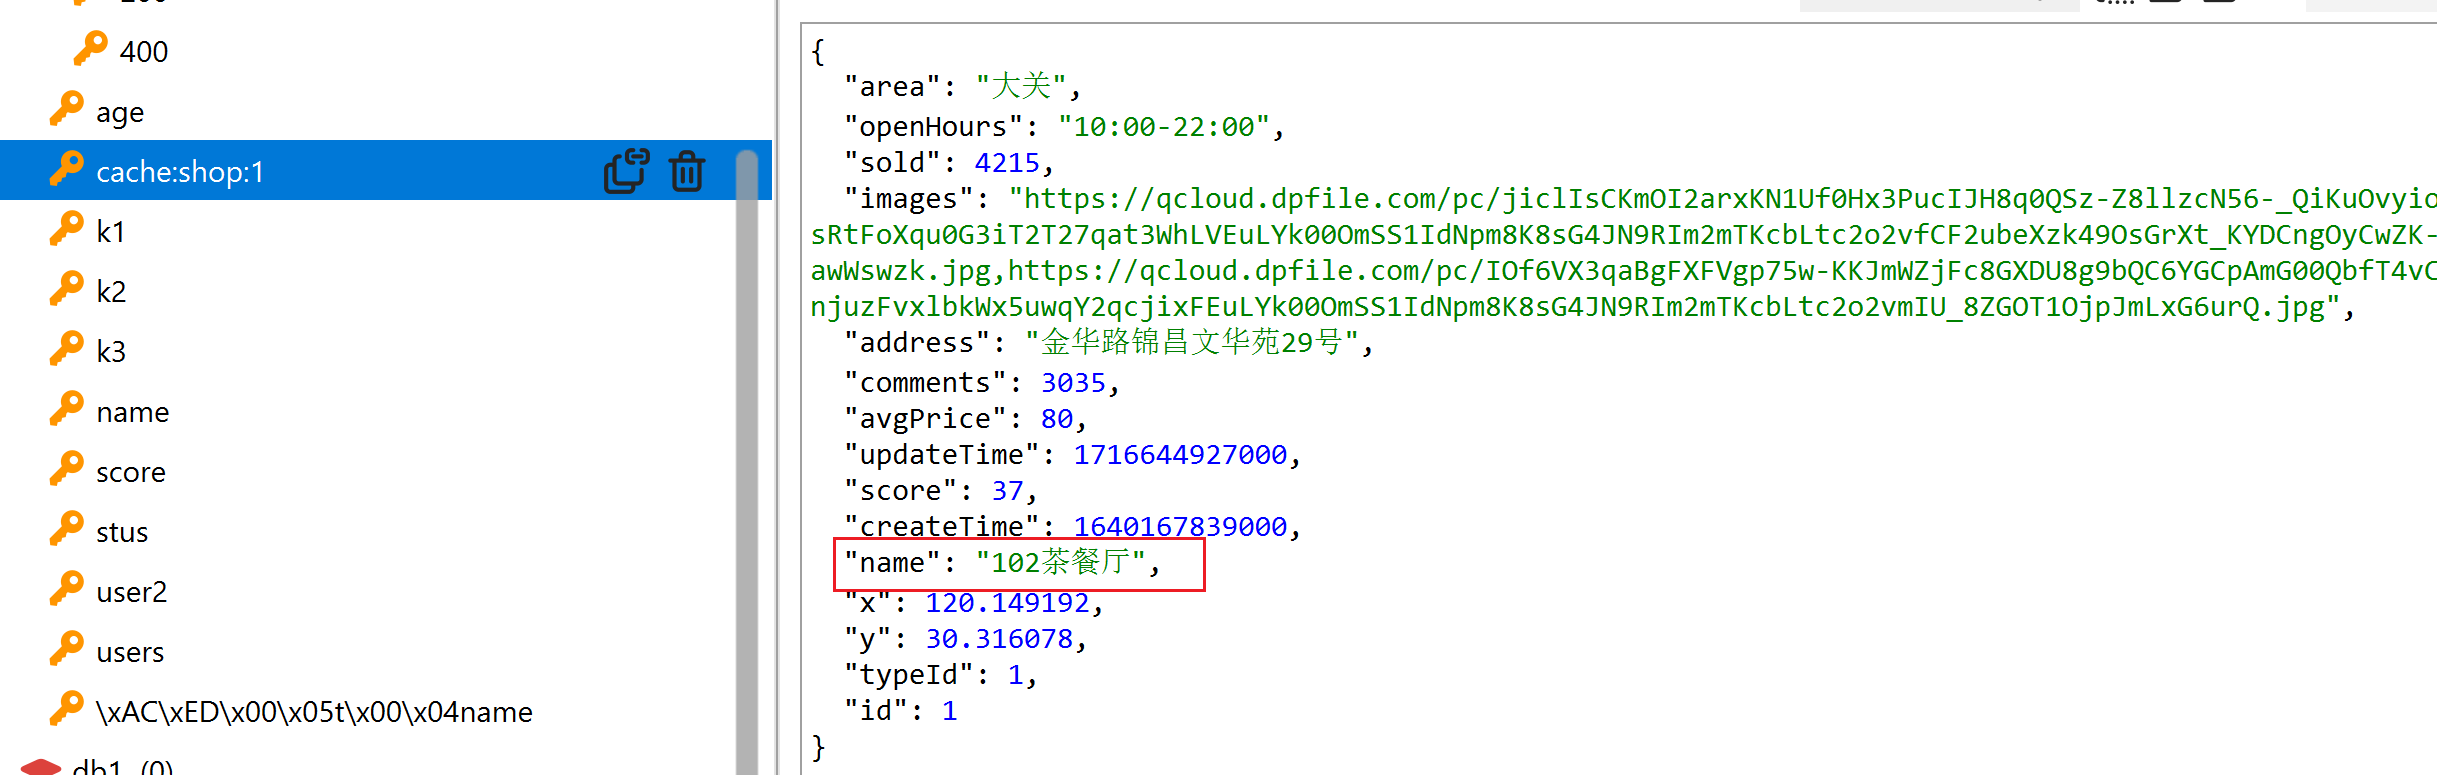 400
age
cache:shop:1
k1
k2
k3
name
score
stus
user2
users
\xAC\xED\x00\x05t\x00\x04name
db1 (0)
{
"area": "大关",
"openHours": "10:00-22:00",
"sold": 4215,
"images": "https://qcloud.dpfile.com/pc/jiclIsCKmOI2arxKN1Uf0Hx3PucIJH8q0QSz-Z8llzcN56-_QiKuOvyio
sRtFoXqu0G3iT2T27qat3WhLVEuLYk00OmSS1IdNpm8K8sG4JN9RIm2mTKcbLtc2o2vfCF2ubeXzk49OsGrXt_KYDCngOyCwZK-
awWswzk.jpg,https://qcloud.dpfile.com/pc/IOf6VX3qaBgFXFVgp75w-KKJmWZjFc8GXDU8g9bQC6YGCpAmG00QbfT4vC
njuzFvxlbkWx5uwqY2qcjixFEuLYk00OmSS1IdNpm8K8sG4JN9RIm2mTKcbLtc2o2vmIU_8ZGOT1OjpJmLxG6urQ.jpg",
"address": "金华路锦昌文华苑29号",
"comments": 3035,
"avgPrice": 80,
"updateTime": 1716644927000,
"score": 37,
"createTime": 1640167839000,
"name": "102茶餐厅",
"x": 120.149192,
"y": 30.316078,
"typeId": 1,
"id": 1
}